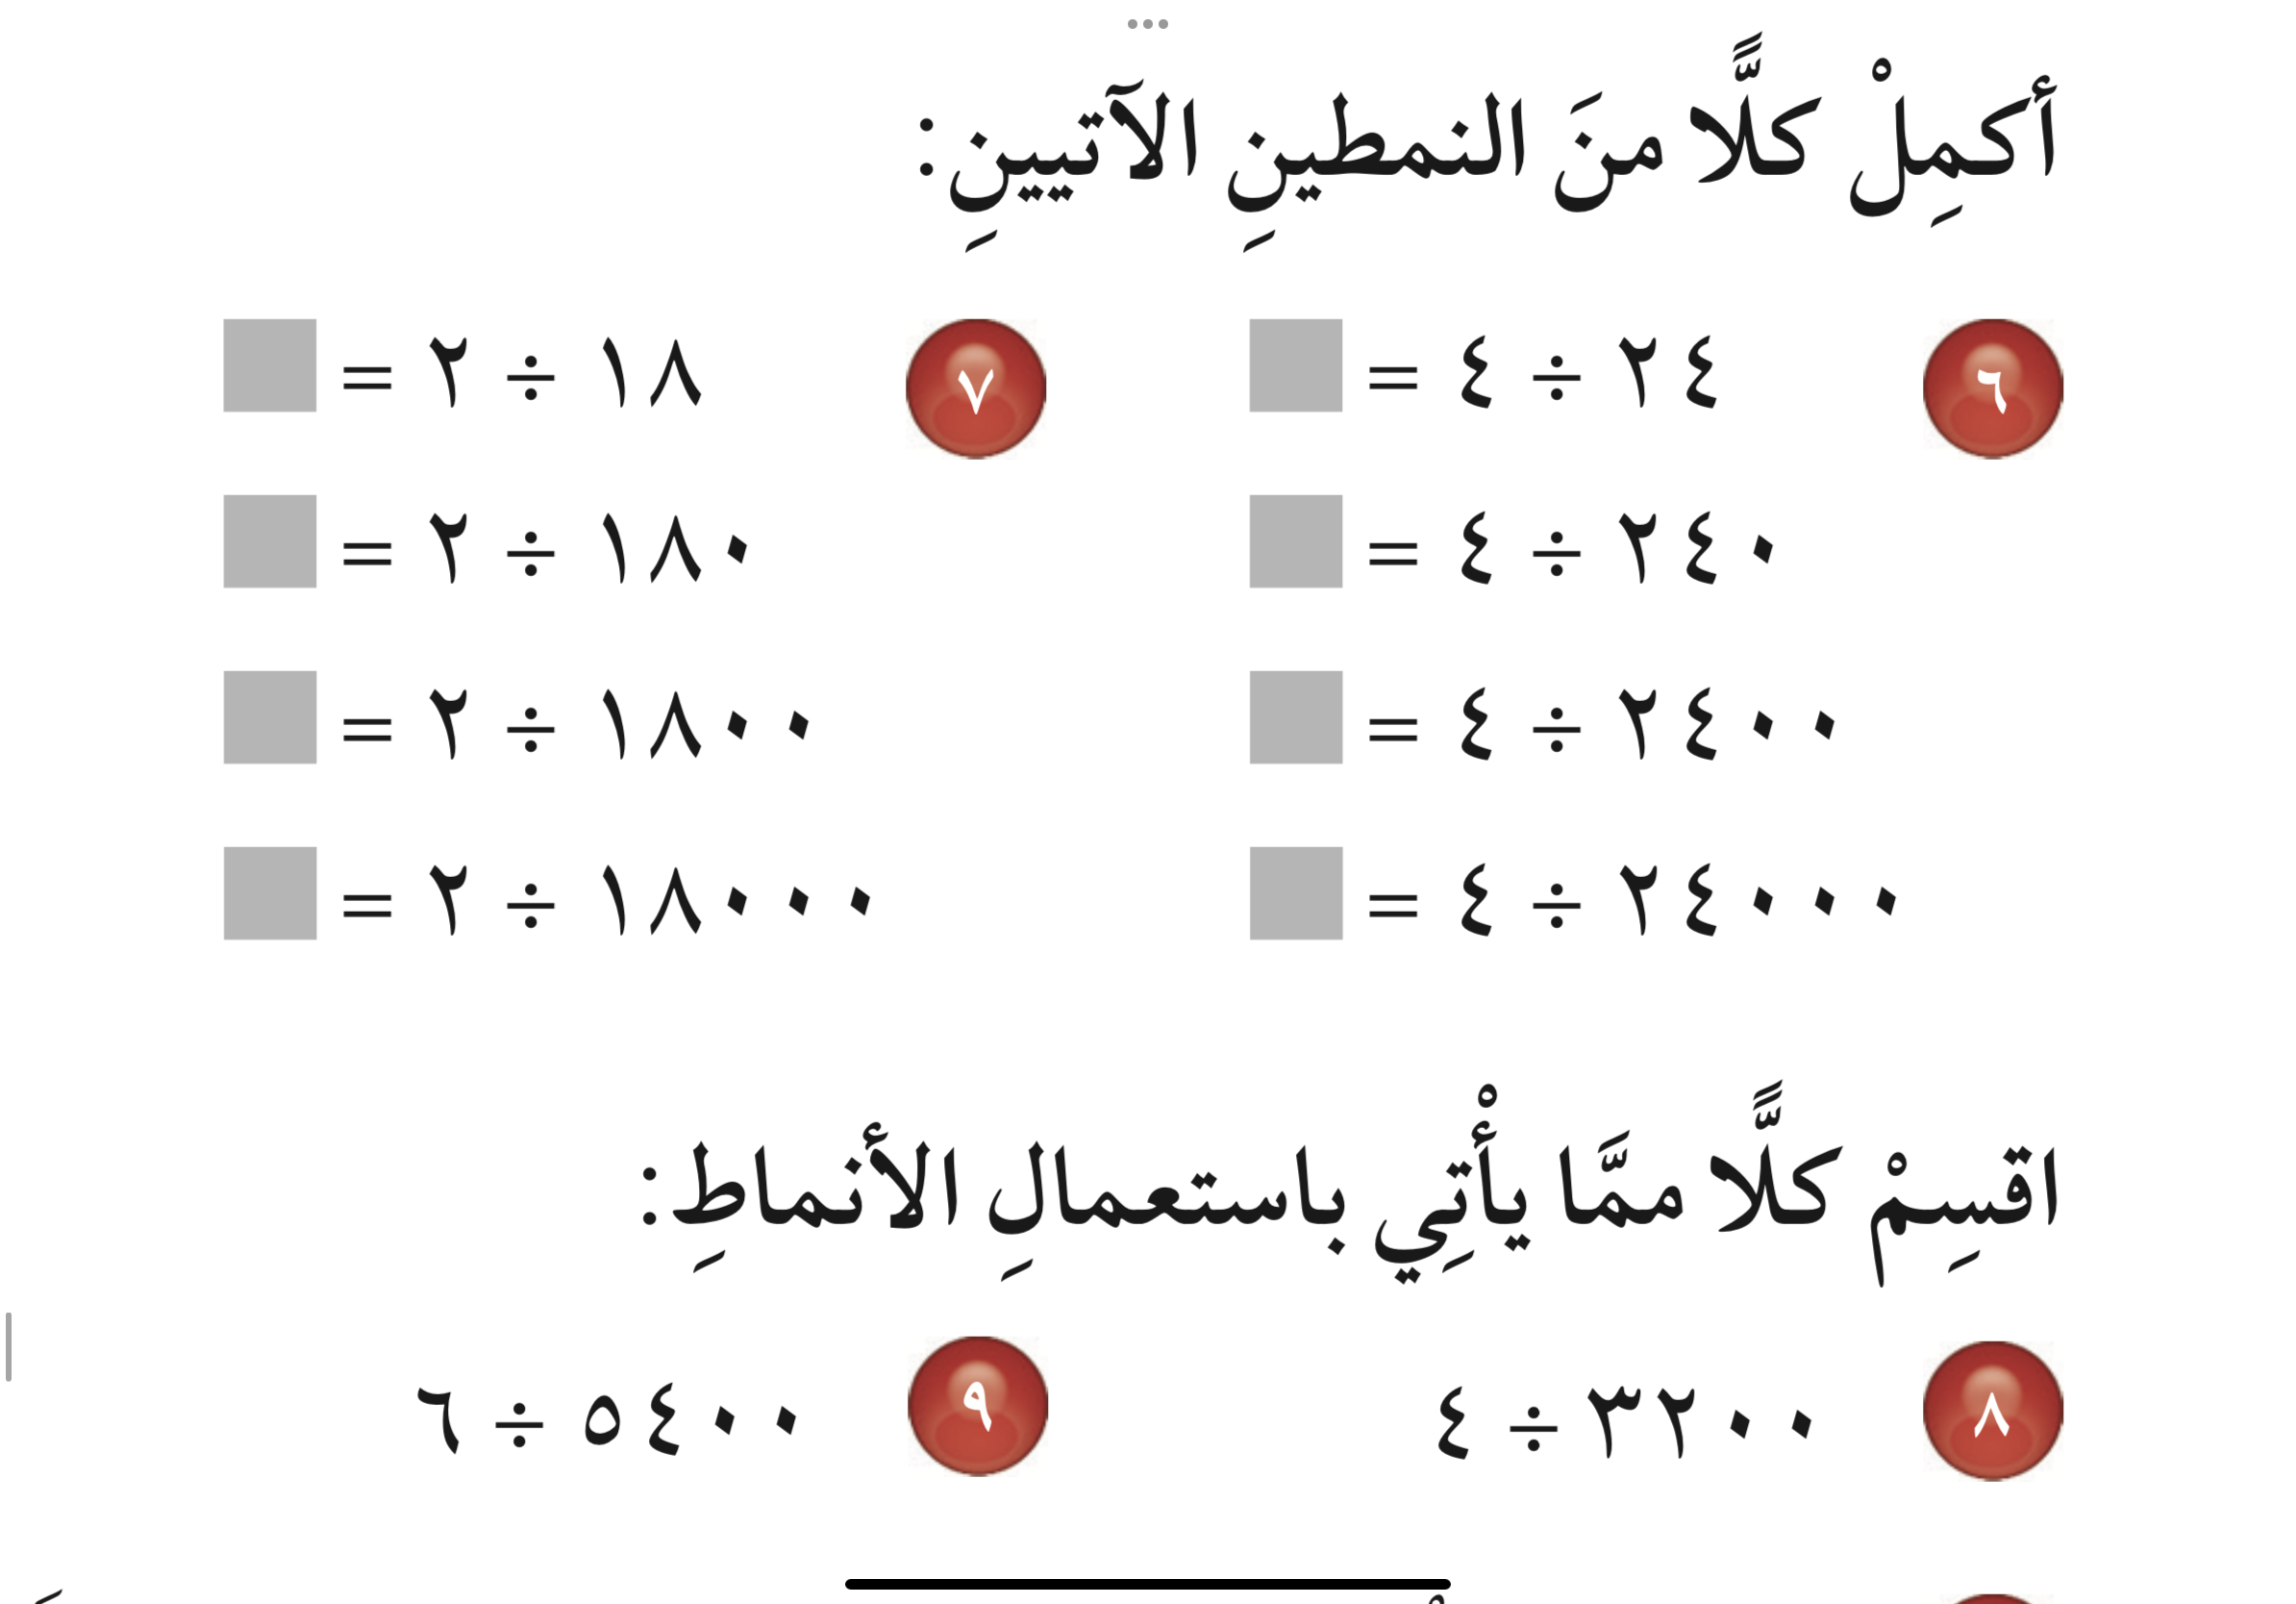 أكمِلْ كلًّا منَ النمطينِ الآتيينِ:
٦
٢٤ ÷ ٤ =
٢٤٠ ÷ ٤ =
٢٤٠٠ ÷ ٤ =
٢٤٠٠٠ ÷ ٤ =
٧
١٨ ÷ ٢ =
١٨٠ ÷ ٢ =
١٨٠٠ ÷ ٢ =
١٨٠٠٠ ÷ ٢ =
اقسِمْ كلًّا ممَّا يأْتِي باستعمالِ الأنماطِ:
٨ ٣٢٠٠ ÷ ٤
٩ ٥٤٠٠ ÷ ٦